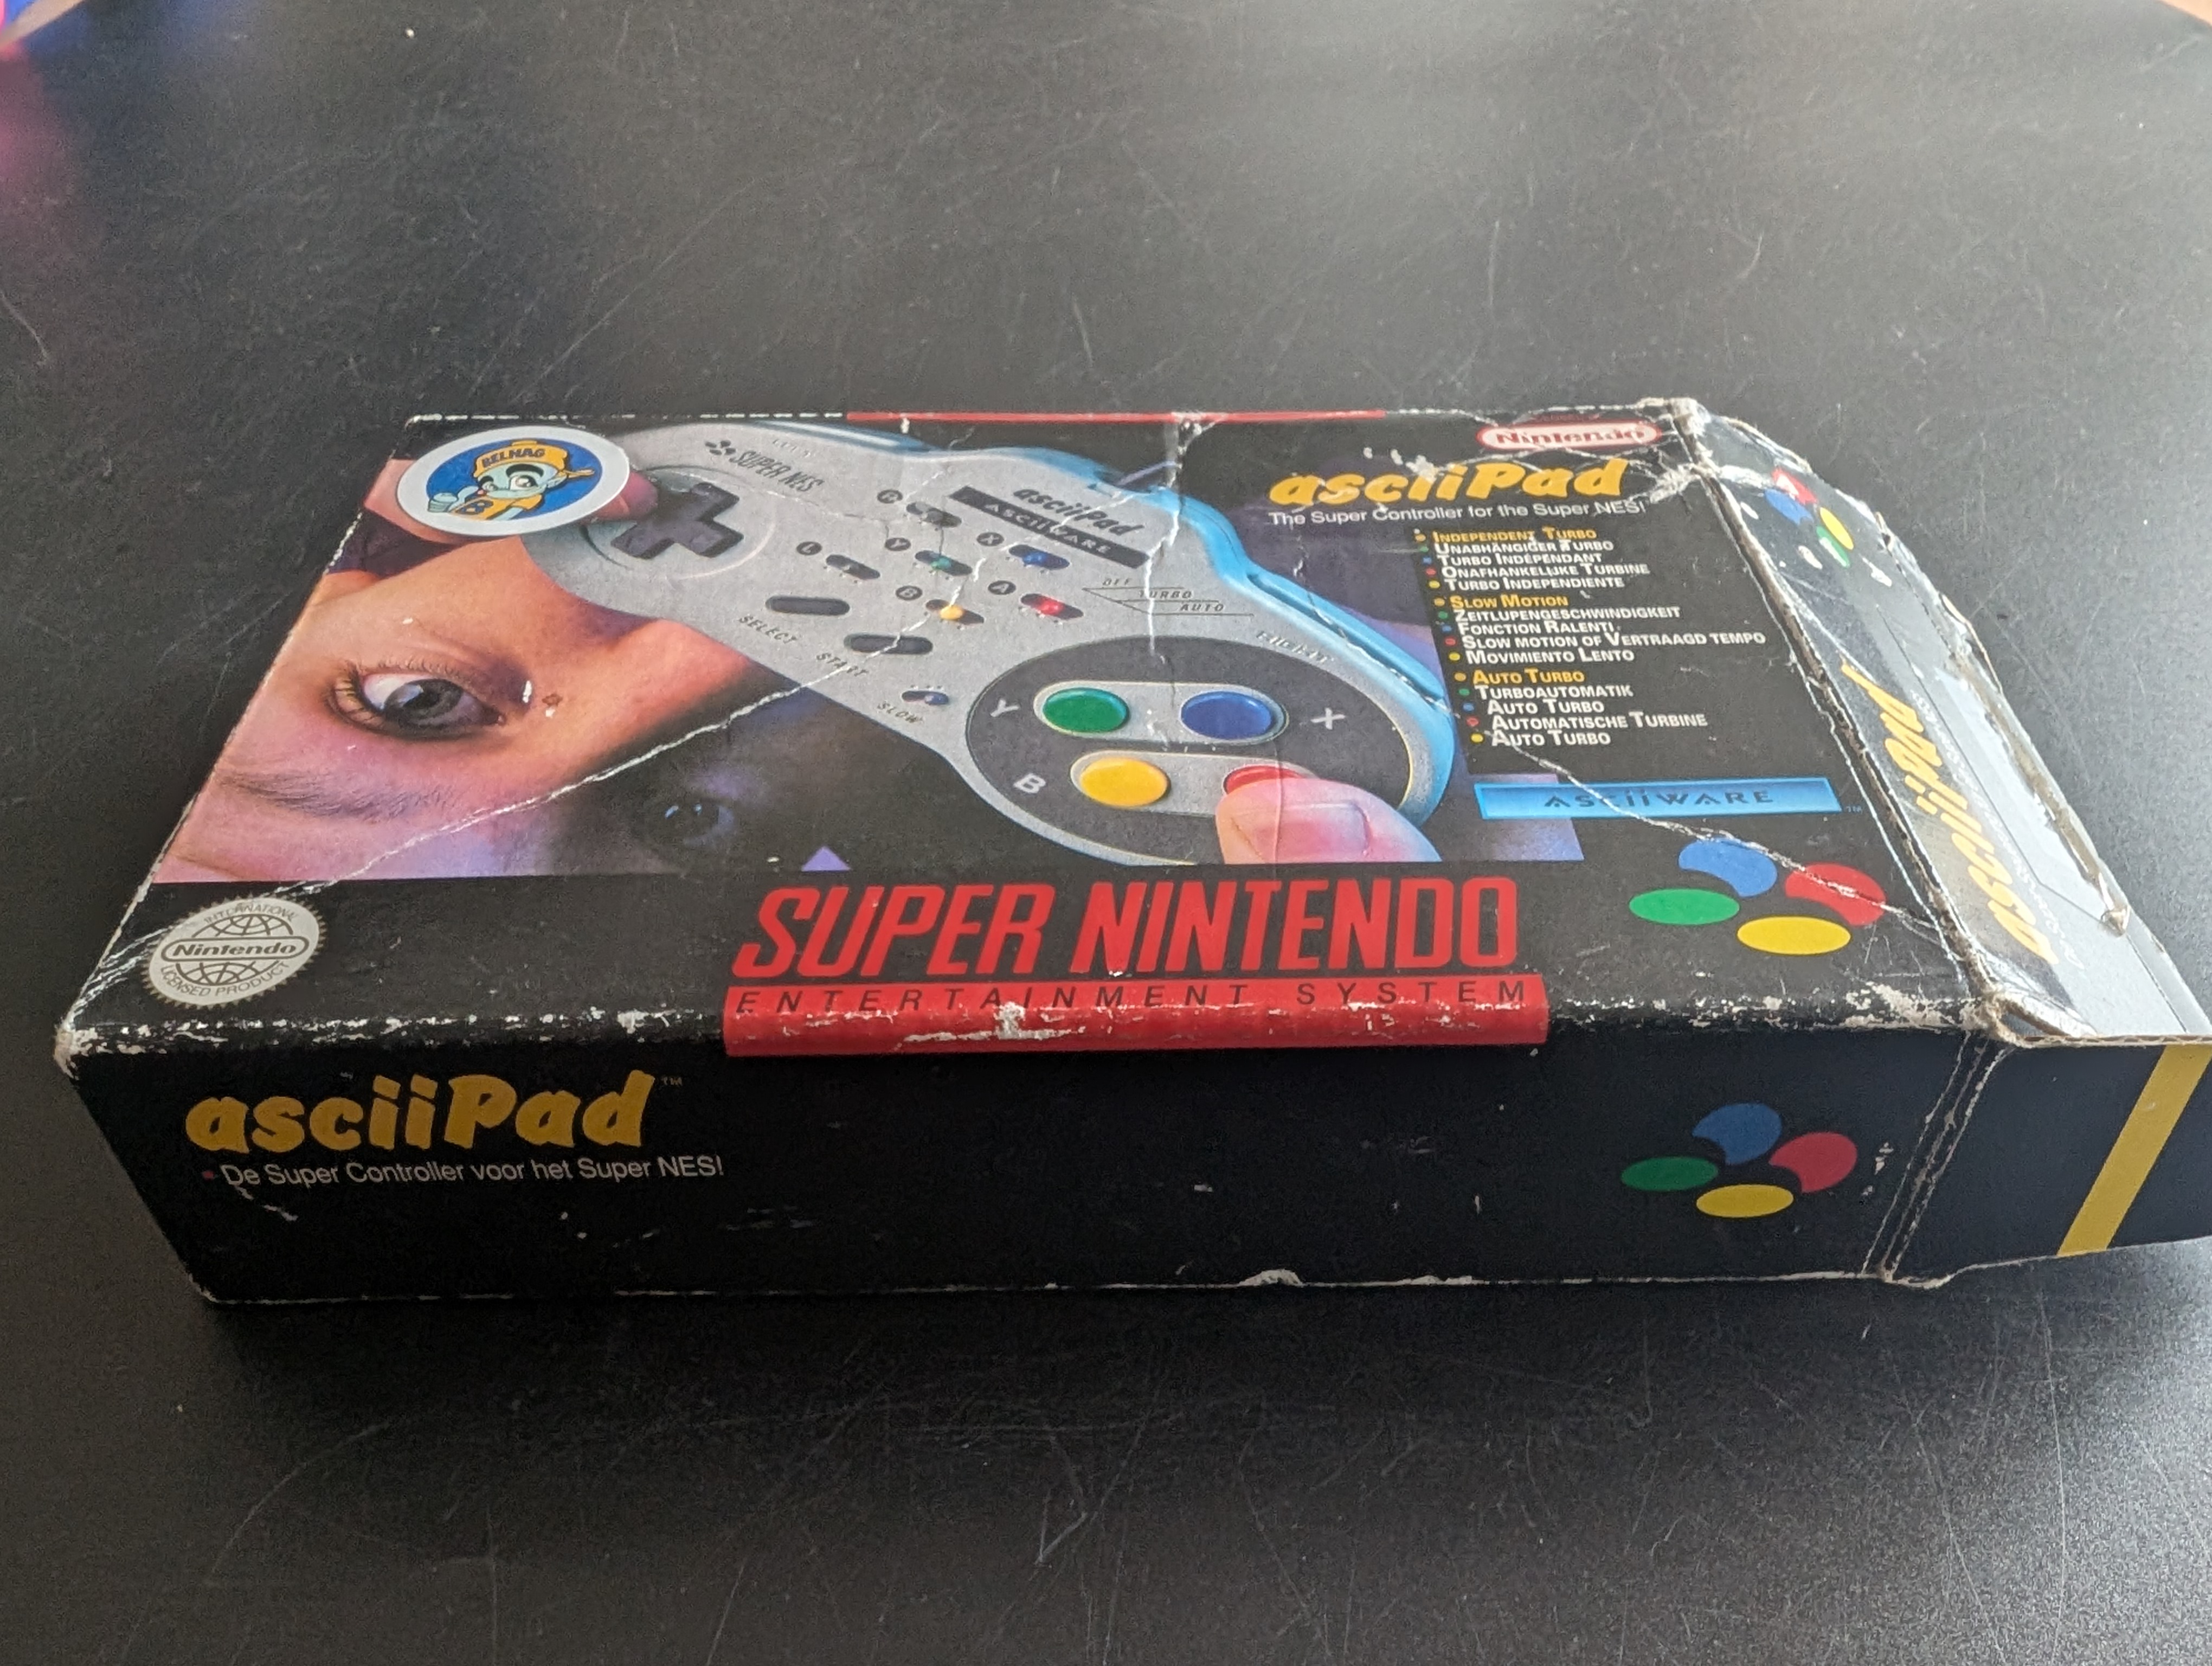 BELHAG
B
SUPER NES
asciiPad
ASCIIWARE
R
X
Y
L
A
B
OFF
TURBO
AUTO
SELECT
START
SLOW
Y
X
B
Nintendo
asciiPad
The Super Controller for the Super NES!
INDEPENDENT TURBO
UNABHÄNGIGER TURBO
TURBO INDÉPENDANT
ONAFHANKELIJKE TURBINE
TURBO INDEPENDIENTE
SLOW MOTION
ZEITLUPENGESCHWINDIGKEIT
FONCTION RALENTI
SLOW MOTION OF VERTRAAGD TEMPO
MOVIMIENTO LENTO
AUTO TURBO
TURBOAUTOMATIK
AUTO TURBO
AUTOMATISCHE TURBINE
AUTO TURBO
ASCIIWARE™
INTERNATIONAL
Nintendo
LICENSED PRODUCT
SUPER NINTENDO
ENTERTAINMENT SYSTEM
asciiPad™
De Super Controller voor het Super NES!
asciiPad